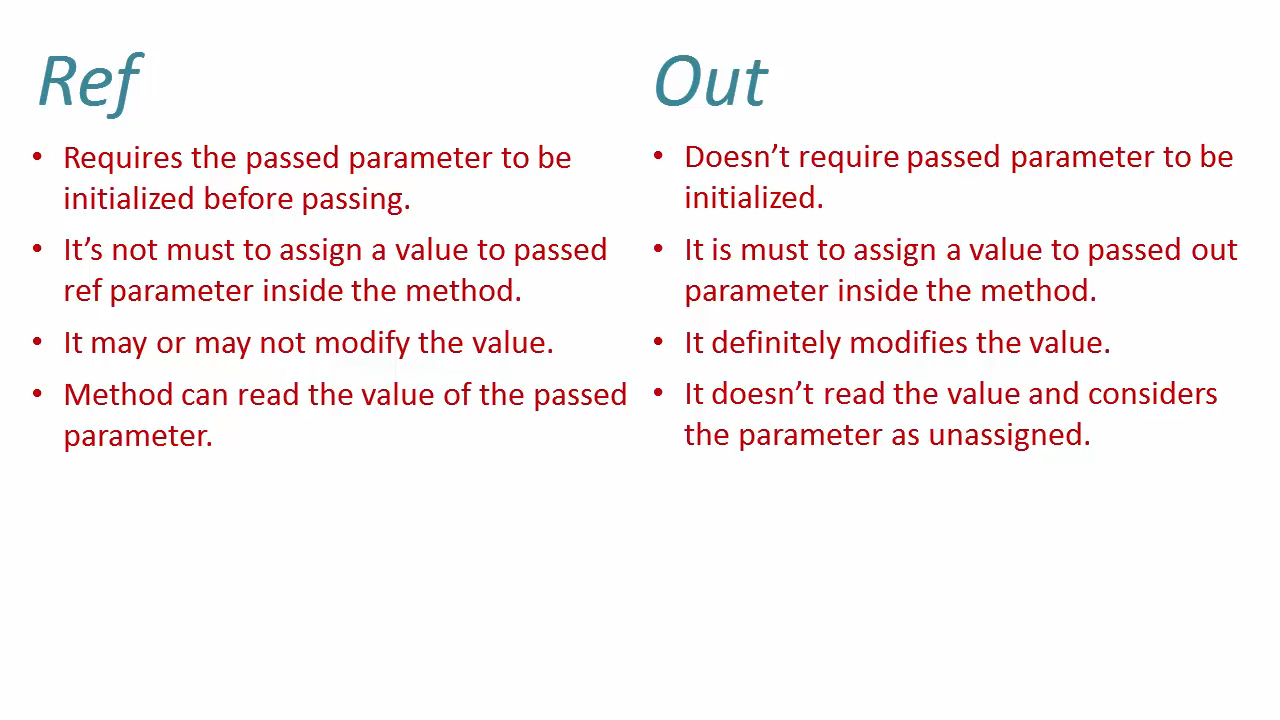 Ref
• Requires the passed parameter to be
initialized before passing.
• It’s not must to assign a value to passed
ref parameter inside the method.
• It may or may not modify the value.
• Method can read the value of the passed
parameter.
Out
• Doesn’t require passed parameter to be
initialized.
• It is must to assign a value to passed out
parameter inside the method.
• It definitely modifies the value.
• It doesn’t read the value and considers
the parameter as unassigned.